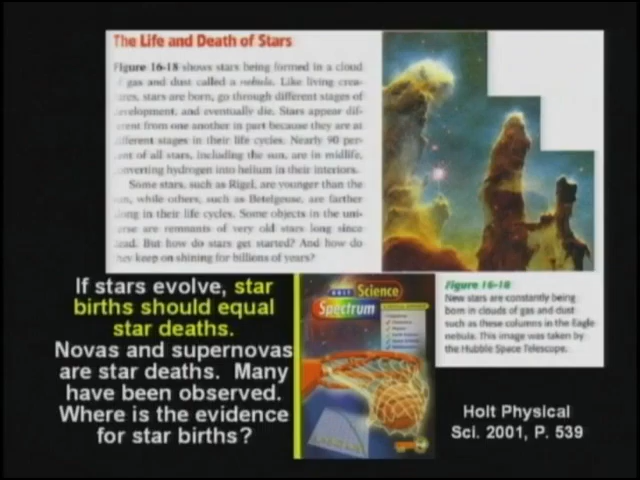 The Life and Death of Stars
Figure 16-18 shows stars being formed in a cloud
gas and dust called a nebula. Like living crea-
stars are born, go through different stages of
development, and eventually die. Stars appear dif-
from one another in part because they are at
different stages in their life cycles. Nearly 90 per-
of all stars, including the sun, are in midlife,
converting hydrogen into helium in their interiors.
Some stars, such as Rigel, are younger than the
while others, such as Betelgeuse, are farther
in their life cycles. Some objects in the uni-
are remnants of very old stars long since
dead. But how do stars get started? And how do
keep on shining for billions of years?
If stars evolve, star
births should equal
star deaths.
Novas and supernovas
are star deaths. Many
have been observed.
Where is the evidence
for star births?
HOLT Science
Spectrum
Figure 16-18
New stars are constantly being
born in clouds of gas and dust
such as these columns in the Eagle
nebula. This image was taken by
the Hubble Space Telescope.
Holt Physical
Sci. 2001, P. 539